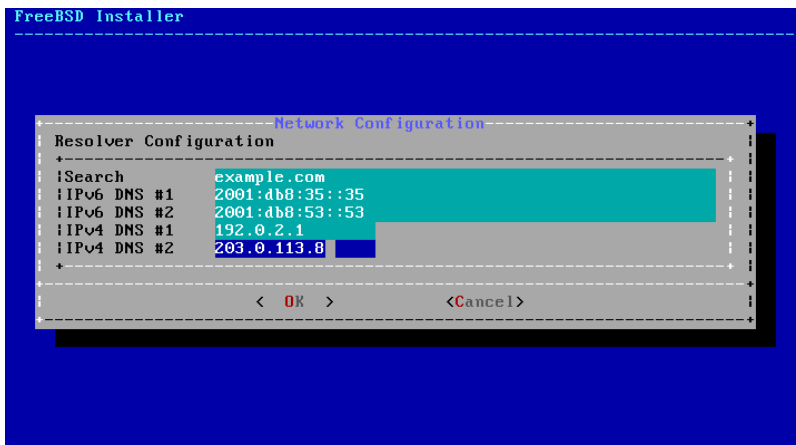 FreeBSD Installer
Network Configuration
Resolver Configuration
Search example.com
IPv6 DNS #1 2001:db8:35::35
IPv6 DNS #2 2001:db8:53::53
IPv4 DNS #1 192.0.2.1
IPv4 DNS #2 203.0.113.8
< OK > <Cancel>